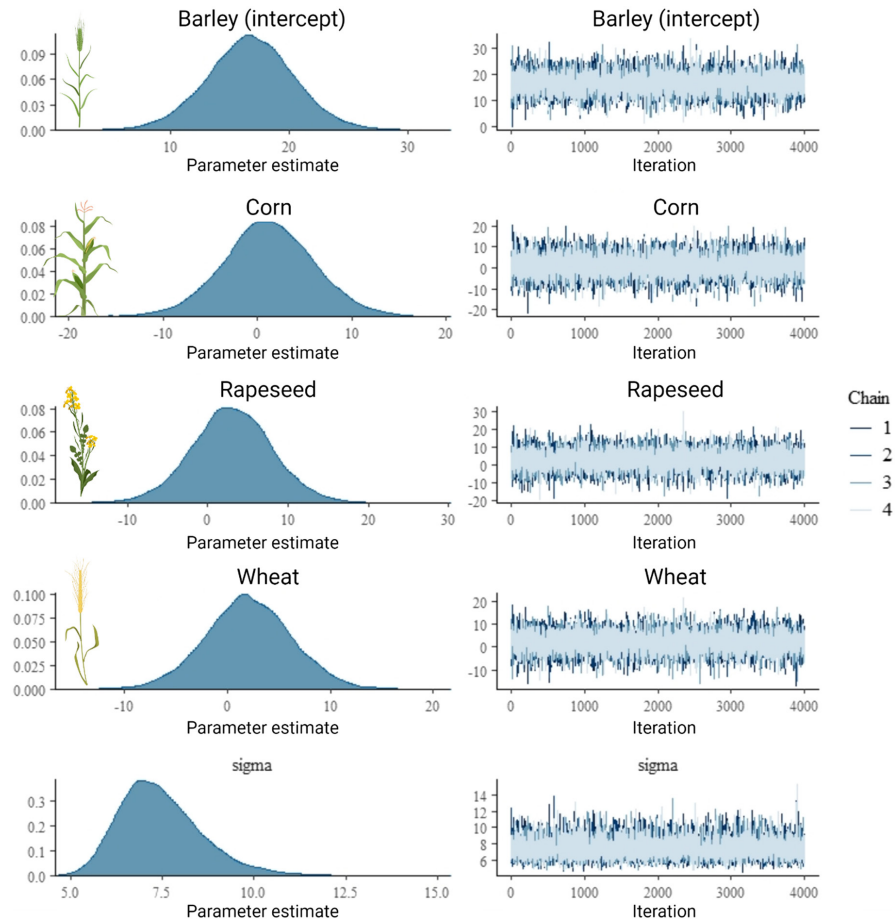 Barley (intercept)
0.09
0.06
0.03
0.00
10 20 30
Parameter estimate
Barley (intercept)
30
20
10
0
0 1000 2000 3000 4000
Iteration
Corn
0.08
0.06
0.04
0.02
0.00
-20 -10 0 10 20
Parameter estimate
Corn
20
10
0
-10
-20
0 1000 2000 3000 4000
Iteration
Rapeseed
0.08
0.06
0.04
0.02
0.00
-10 0 10 20 30
Parameter estimate
Rapeseed
30
20
10
0
-10
-20
0 1000 2000 3000 4000
Iteration
Chain
1
2
3
4
Wheat
0.100
0.075
0.050
0.025
0.000
-10 0 10 20
Parameter estimate
Wheat
20
10
0
-10
0 1000 2000 3000 4000
Iteration
sigma
0.3
0.2
0.1
0.0
5.0 7.5 10.0 12.5 15.0
Parameter estimate
sigma
14
12
10
8
6
0 1000 2000 3000 4000
Iteration